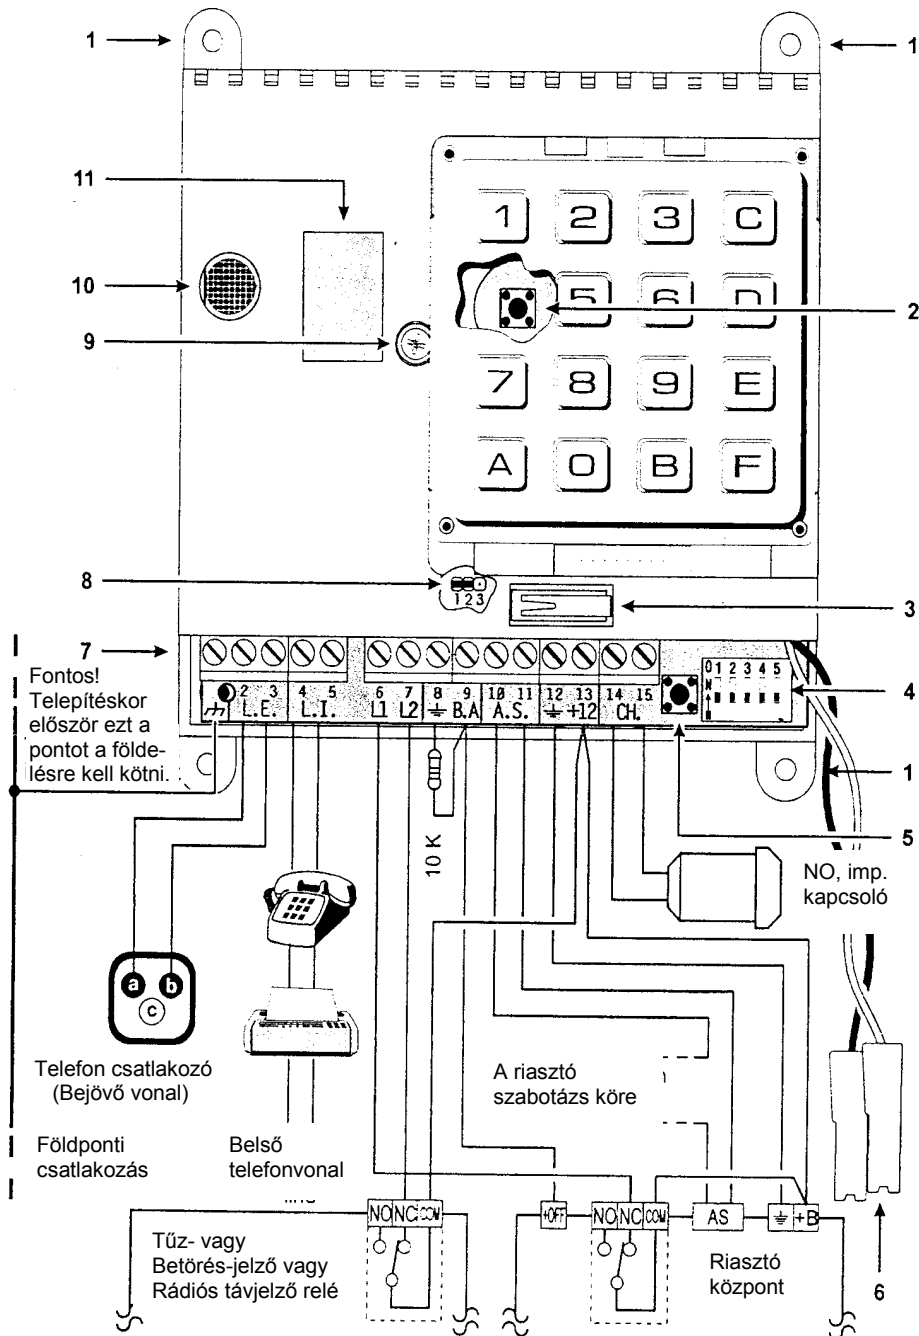 1
1
11
1 2 3 C
10
5 6 D
2
9
7 8 9 E
A 0 B F
8
1 2 3
3
7
Fontos!
Telepítéskor
először ezt a
pontot a földe-
lésre kell kötni.
2 3 4 5 6 7 8 9 10 11 12 13 14 15
L.E. L.I. L1 L2 B.A A.S. +12 CH.
O N
1 2 3 4 5
4
1
5
10 K
NO, imp.
kapcsoló
a b
c
Telefon csatlakozó
(Bejövő vonal)
A riasztó
szabotázs köre
Földponti
csatlakozás
Belső
telefonvonal
NO NC COM
+OFF NO NC COM AS +B
Tűz- vagy
Betörés-jelző vagy
Rádiós távjelző relé
Riasztó
központ
6